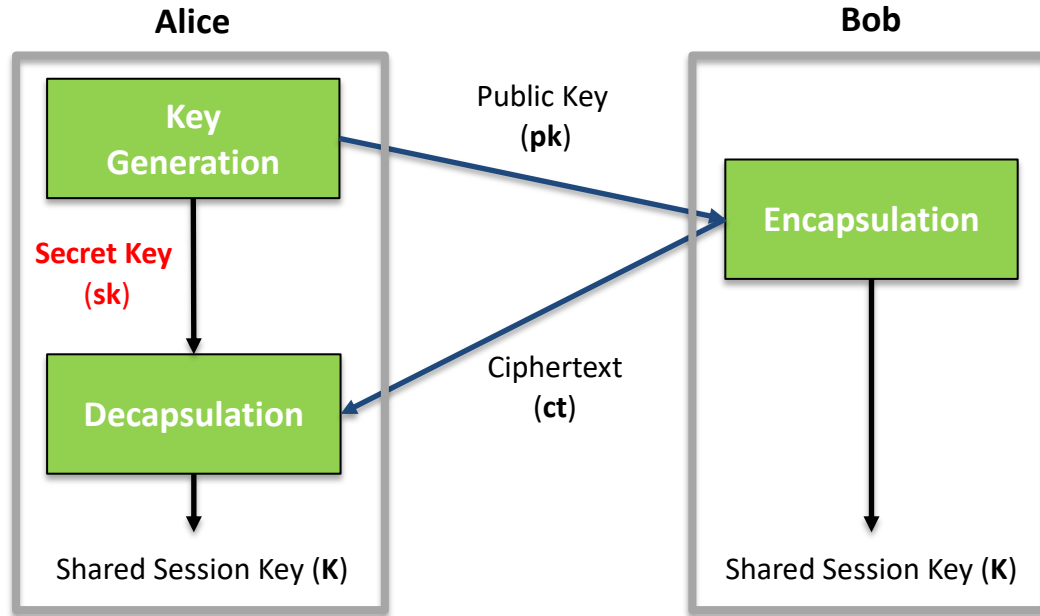 Alice
Bob
Key
Generation
Public Key
(pk)
Encapsulation
Secret Key
(sk)
Decapsulation
Ciphertext
(ct)
Shared Session Key (K)
Shared Session Key (K)